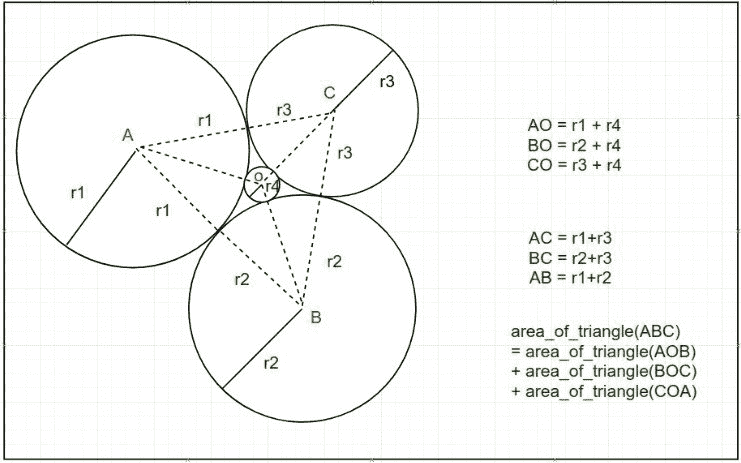 C
r3
r1
r3
A
r3
O
r4
r1
r1
r2
r2
B
r2
AO = r1 + r4
BO = r2 + r4
CO = r3 + r4
AC = r1+r3
BC = r2+r3
AB = r1+r2
area_of_triangle(ABC)
= area_of_triangle(AOB)
+ area_of_triangle(BOC)
+ area_of_triangle(COA)